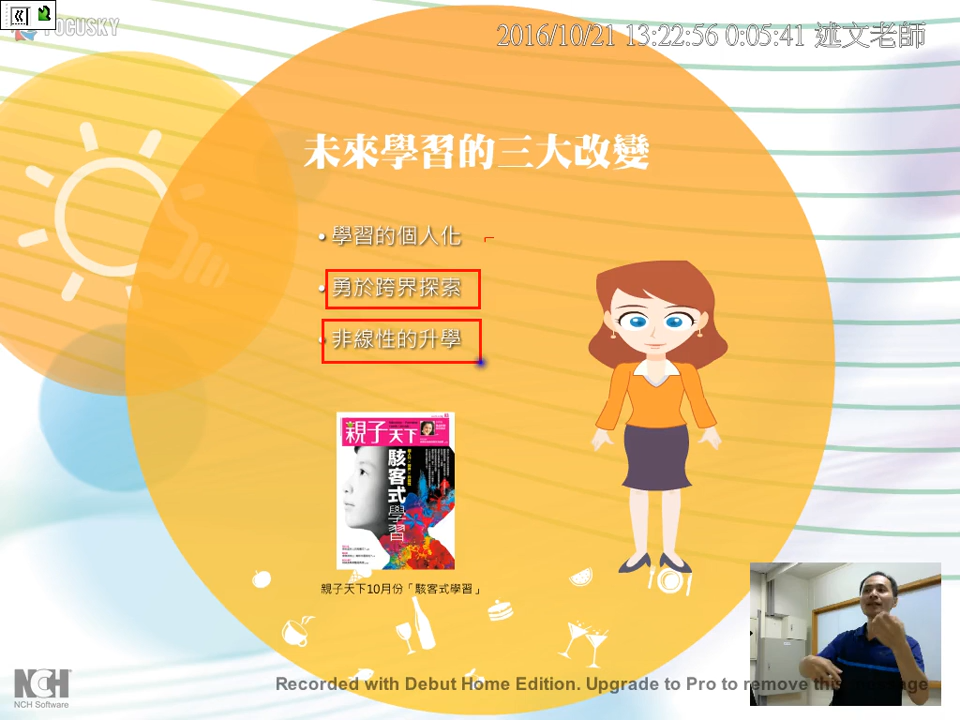 FOCUSKY
2016/10/21 13:22:56 0:05:41 述文老師
未來學習的三大改變
• 學習的個人化
• 勇於跨界探索
• 非線性的升學
親子天下
駭客式學習
親子天下10月份「駭客式學習」
NCH
NCH Software
Recorded with Debut Home Edition. Upgrade to Pro to remove this message